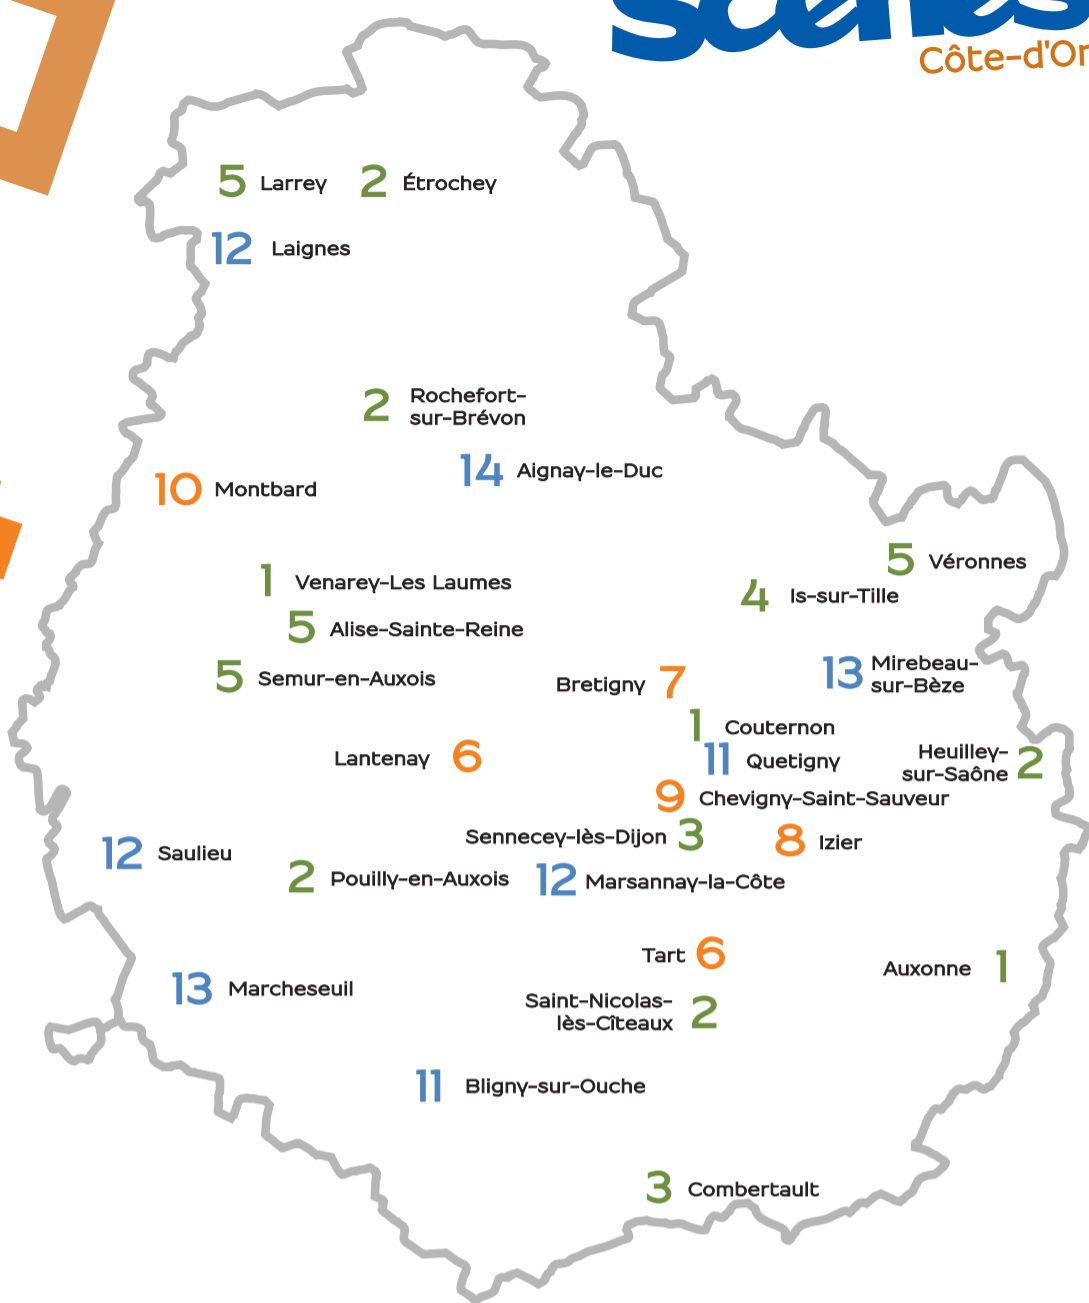 Scènes
Côte-d'Or
5 Larrey
2 Étrochey
12 Laignes
2 Rochefort-
sur-Brévon
14 Aignay-le-Duc
10 Montbard
5 Véronnes
1 Venarey-Les Laumes
4 Is-sur-Tille
5 Alise-Sainte-Reine
5 Semur-en-Auxois
Bretigny 7
13 Mirebeau-
sur-Bèze
1 Couternon
Lantenay 6
11 Quetigny
Heuilley-
sur-Saône 2
9 Chevigny-Saint-Sauveur
Sennecey-lès-Dijon 3
8 Izier
12 Saulieu
2 Pouilly-en-Auxois
12 Marsannay-la-Côte
Tart 6
Auxonne 1
13 Marcheseuil
Saint-Nicolas-
lès-Cîteaux 2
11 Bligny-sur-Ouche
3 Combertault